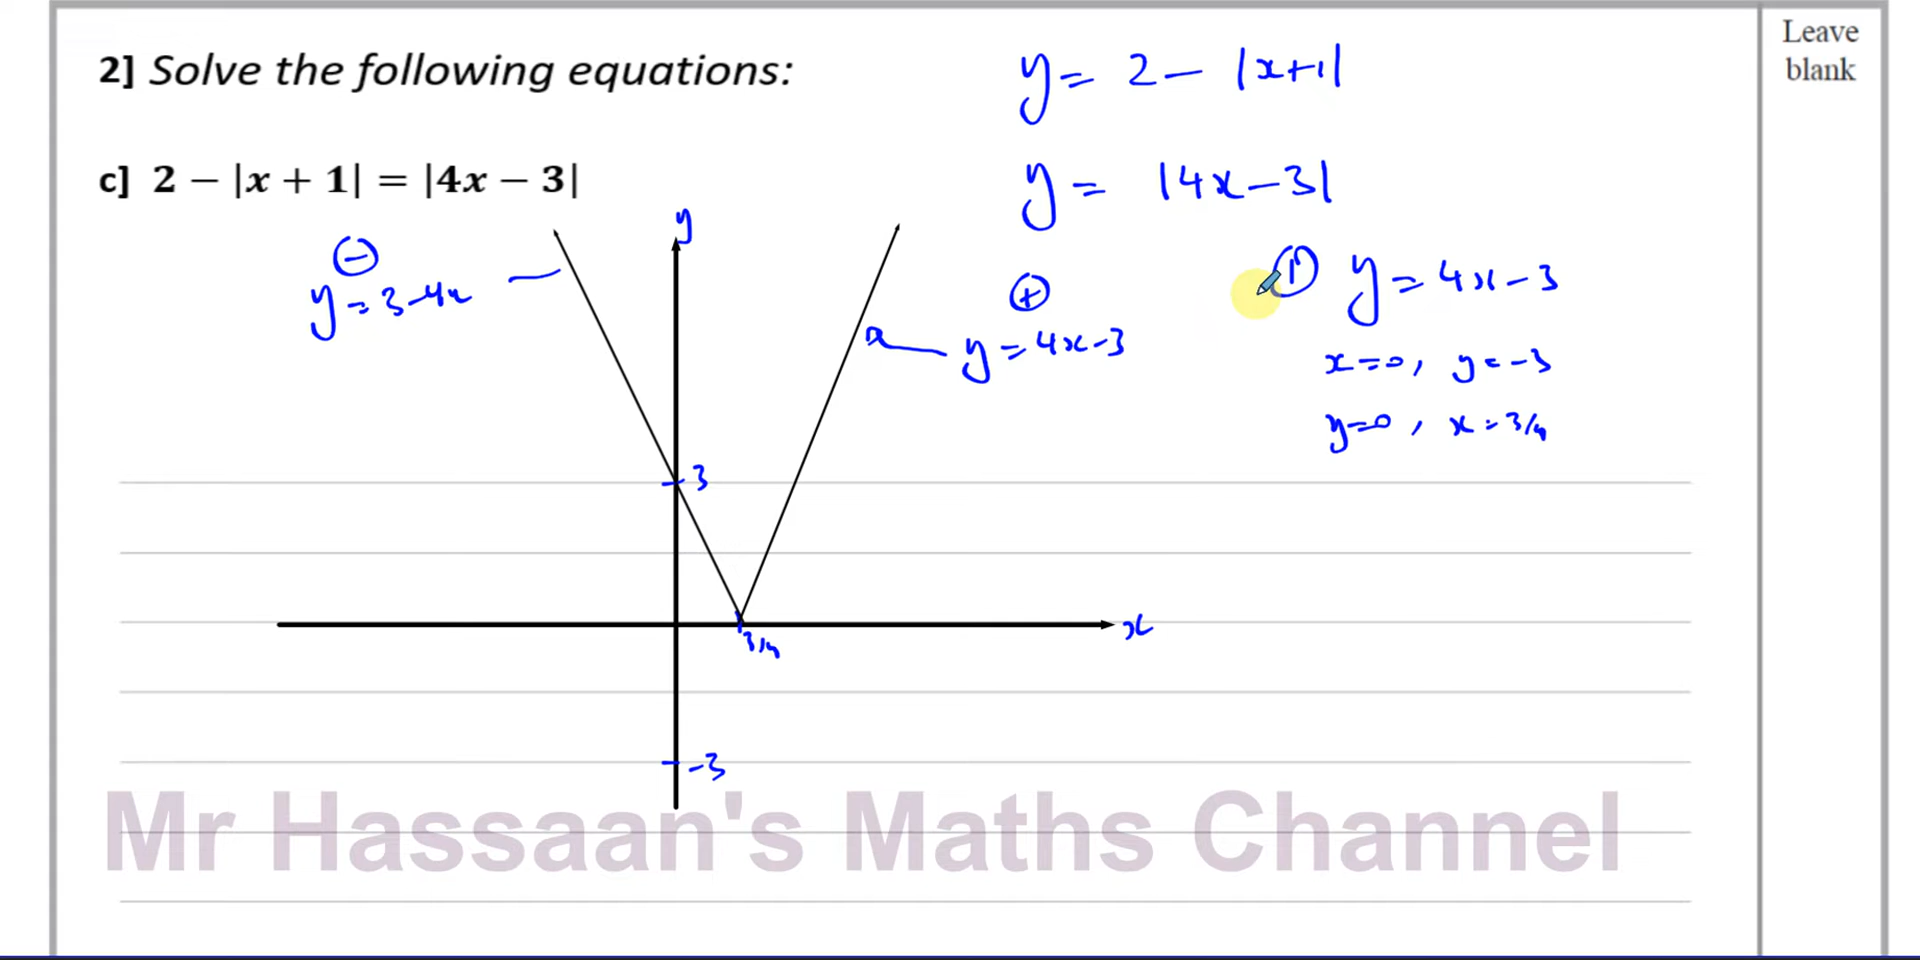 2] Solve the following equations:
y = 2 − |x+1|
Leave
blank
c] 2 − |x + 1| = |4x − 3|
y = |4x−3|
y
⊖
y = 3−4x
⊕
y = 4x−3
① y = 4x−3
x=0, y=−3
y=0, x=3/4
3
x
3/4
−3
Mr Hassaan's Maths Channel